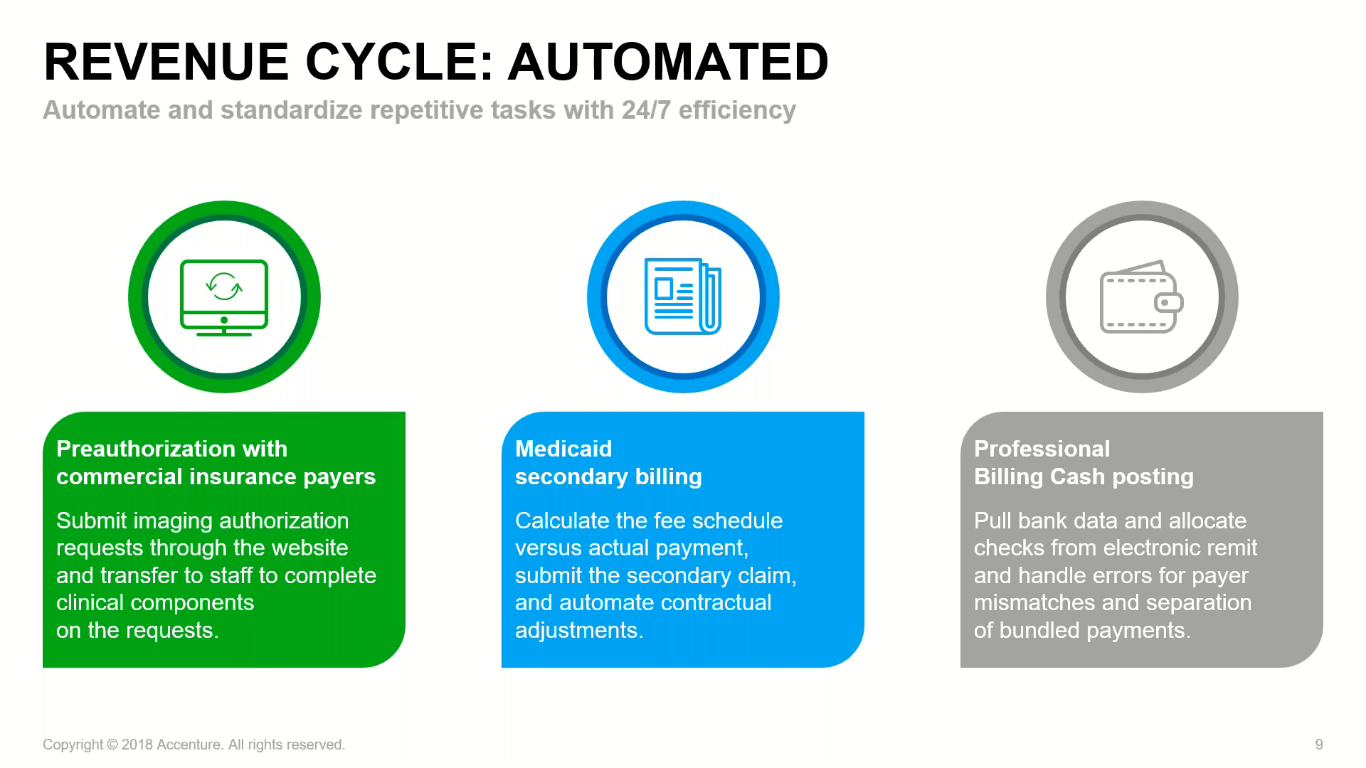 REVENUE CYCLE: AUTOMATED
Automate and standardize repetitive tasks with 24/7 efficiency
Preauthorization with
commercial insurance payers
Submit imaging authorization
requests through the website
and transfer to staff to complete
clinical components
on the requests.
Medicaid
secondary billing
Calculate the fee schedule
versus actual payment,
submit the secondary claim,
and automate contractual
adjustments.
Professional
Billing Cash posting
Pull bank data and allocate
checks from electronic remit
and handle errors for payer
mismatches and separation
of bundled payments.
Copyright © 2018 Accenture. All rights reserved.
9